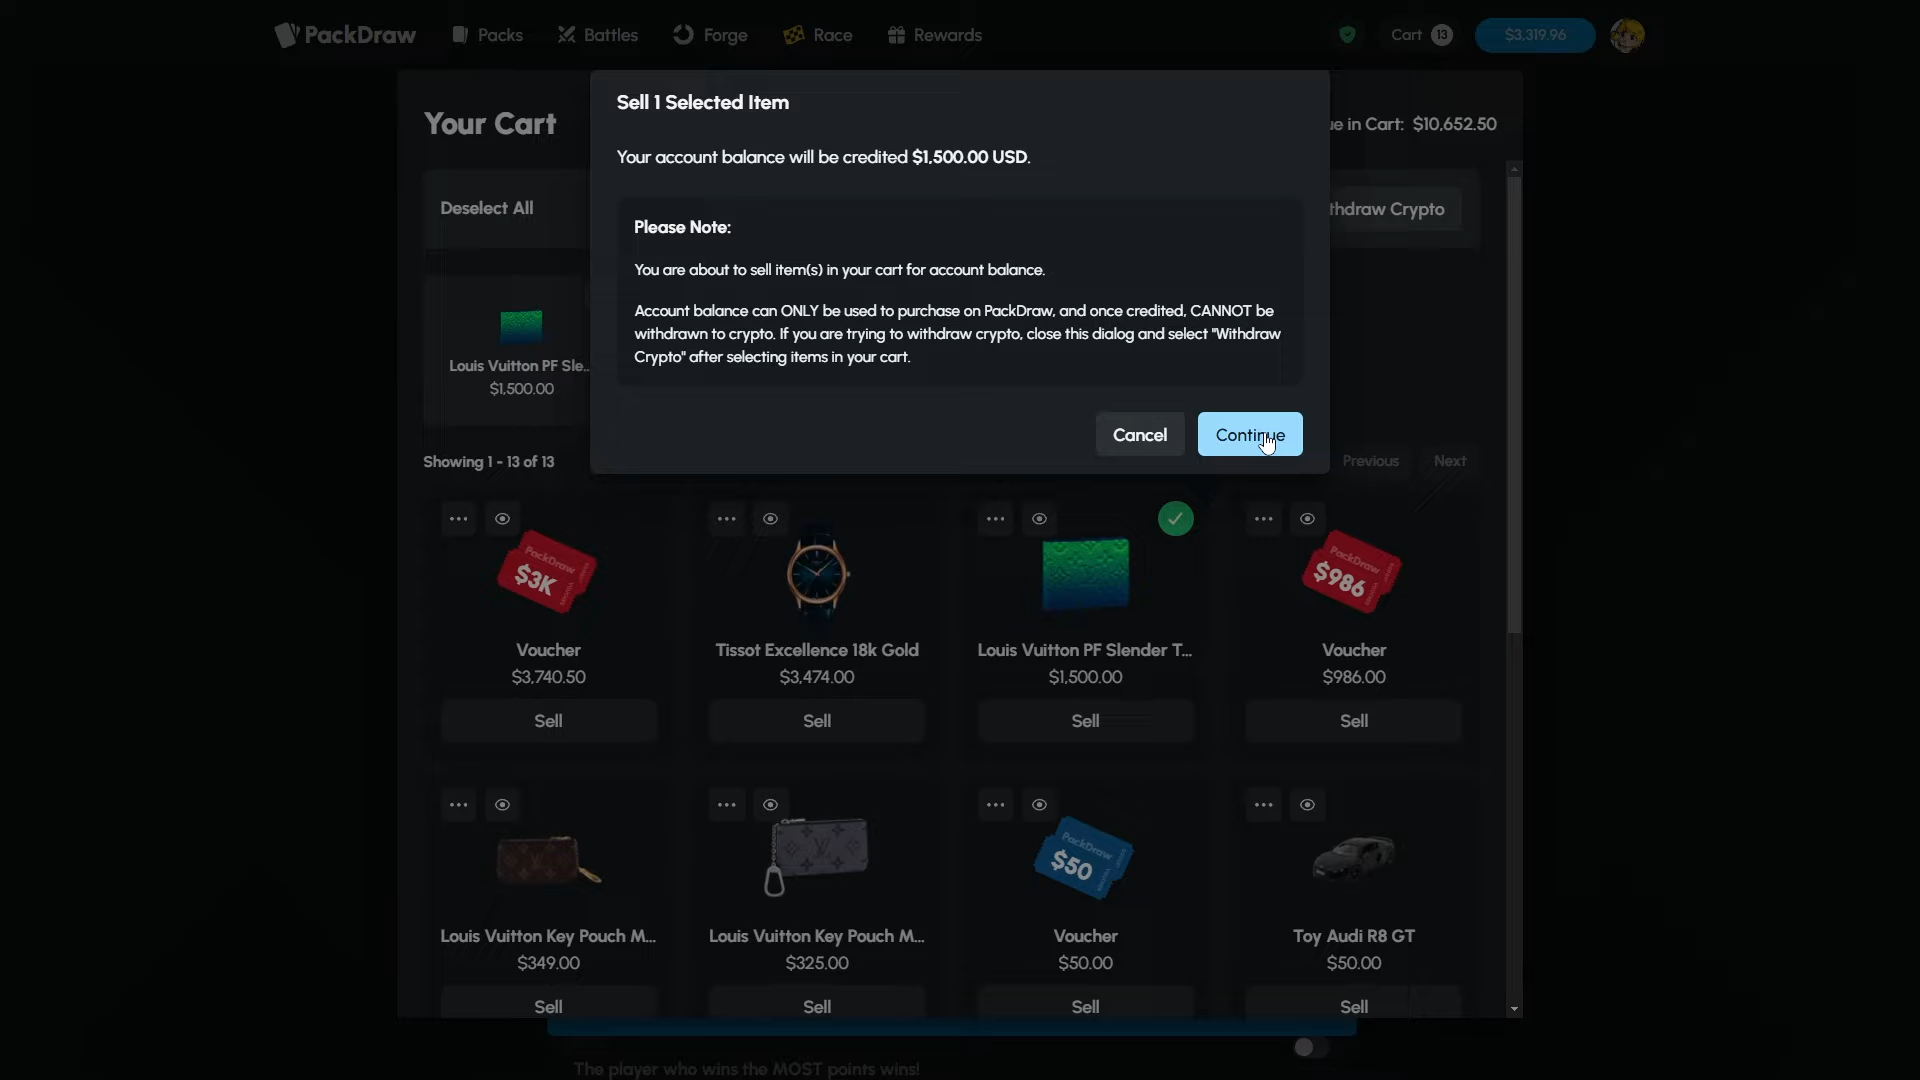 PackDraw
Packs
Battles
Forge
Race
Rewards
Cart 13
$3,319.96
Your Cart
ue in Cart: $10,652.50
Sell 1 Selected Item
Your account balance will be credited $1,500.00 USD.
Please Note:
You are about to sell item(s) in your cart for account balance.
Account balance can ONLY be used to purchase on PackDraw, and once credited, CANNOT be
withdrawn to crypto. If you are trying to withdraw crypto, close this dialog and select "Withdraw
Crypto" after selecting items in your cart.
Cancel
Continue
Deselect All
thdraw Crypto
Louis Vuitton PF Sle...
$1,500.00
Showing 1 - 13 of 13
Previous
Next
PackDraw
$3K
Voucher
$3,740.50
Sell
Tissot Excellence 18k Gold
$3,474.00
Sell
Louis Vuitton PF Slender T...
$1,500.00
Sell
PackDraw
$986
Voucher
$986.00
Sell
Louis Vuitton Key Pouch M...
$349.00
Sell
Louis Vuitton Key Pouch M...
$325.00
Sell
PackDraw
$50
Voucher
$50.00
Sell
Toy Audi R8 GT
$50.00
Sell
The player who wins the MOST points wins!